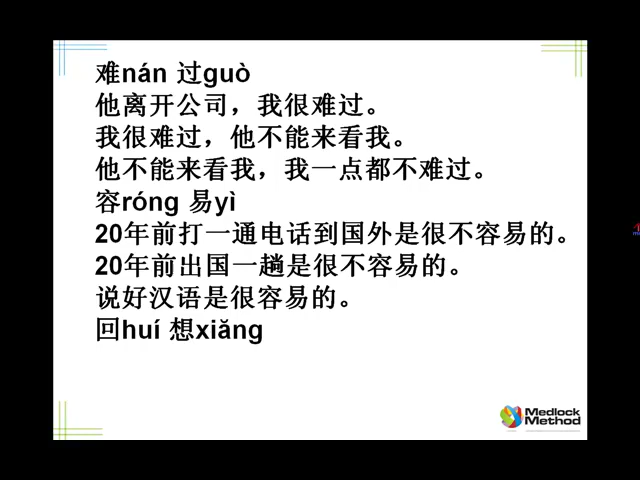 难nán 过guò
他离开公司，我很难过。
我很难过，他不能来看我。
他不能来看我，我一点都不难过。
容róng 易yì
20年前打一通电话到国外是很不容易的。
20年前出国一趟是很不容易的。
说好汉语是很容易的。
回huí 想xiǎng
Medlock
Method